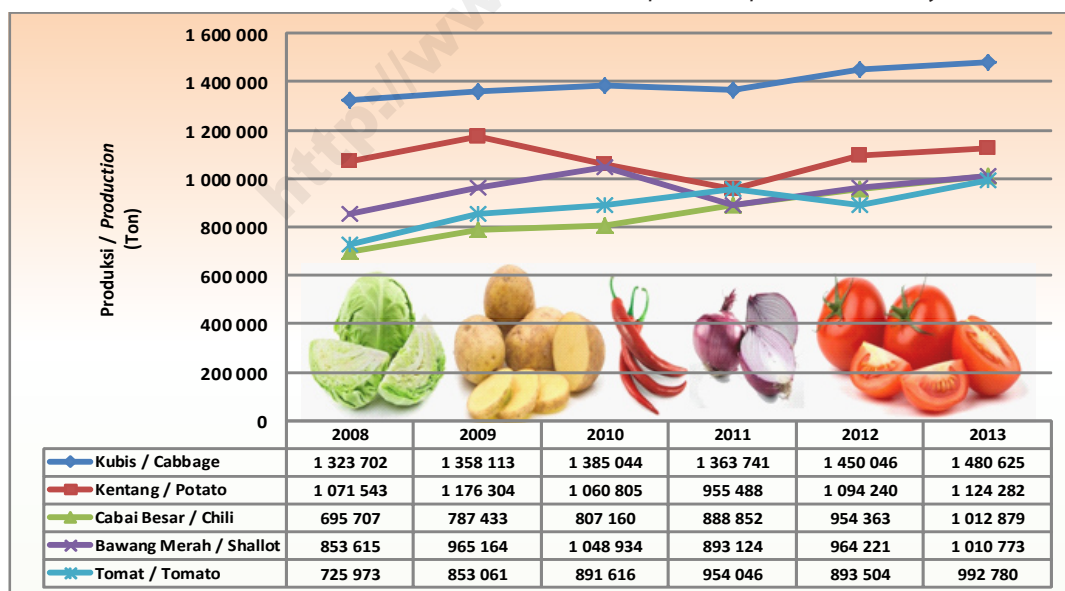 http://ww
1 600 000
1 400 000
1 200 000
1 000 000
800 000
600 000
400 000
200 000
0
Produksi / Production
(Ton)
2008 2009 2010 2011 2012 2013
Kubis / Cabbage 1 323 702 1 358 113 1 385 044 1 363 741 1 450 046 1 480 625
Kentang / Potato 1 071 543 1 176 304 1 060 805 955 488 1 094 240 1 124 282
Cabai Besar / Chili 695 707 787 433 807 160 888 852 954 363 1 012 879
Bawang Merah / Shallot 853 615 965 164 1 048 934 893 124 964 221 1 010 773
Tomat / Tomato 725 973 853 061 891 616 954 046 893 504 992 780